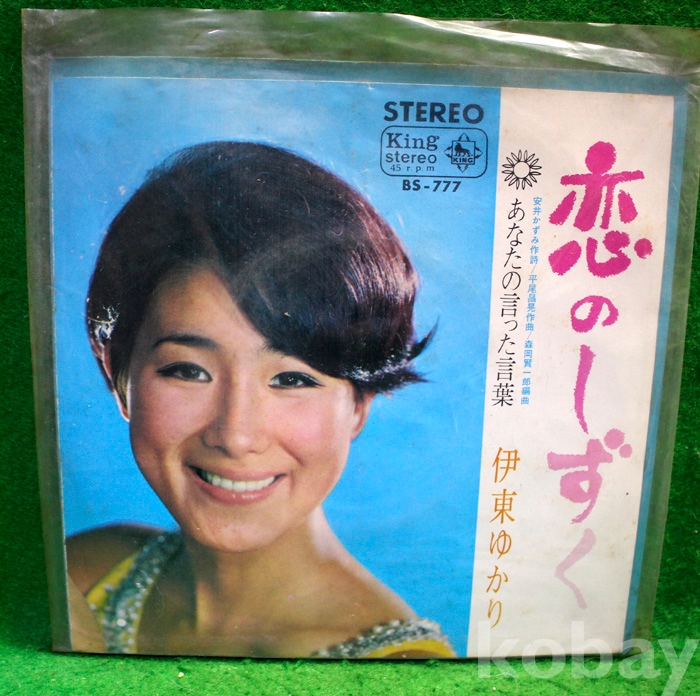 STEREO
King
stereo
45 rpm
KING
BS-777
恋のしずく
安井かずみ作詩/平尾昌晃作曲/森岡賢一郎編曲
あなたの言った言葉
伊東ゆかり
kobay